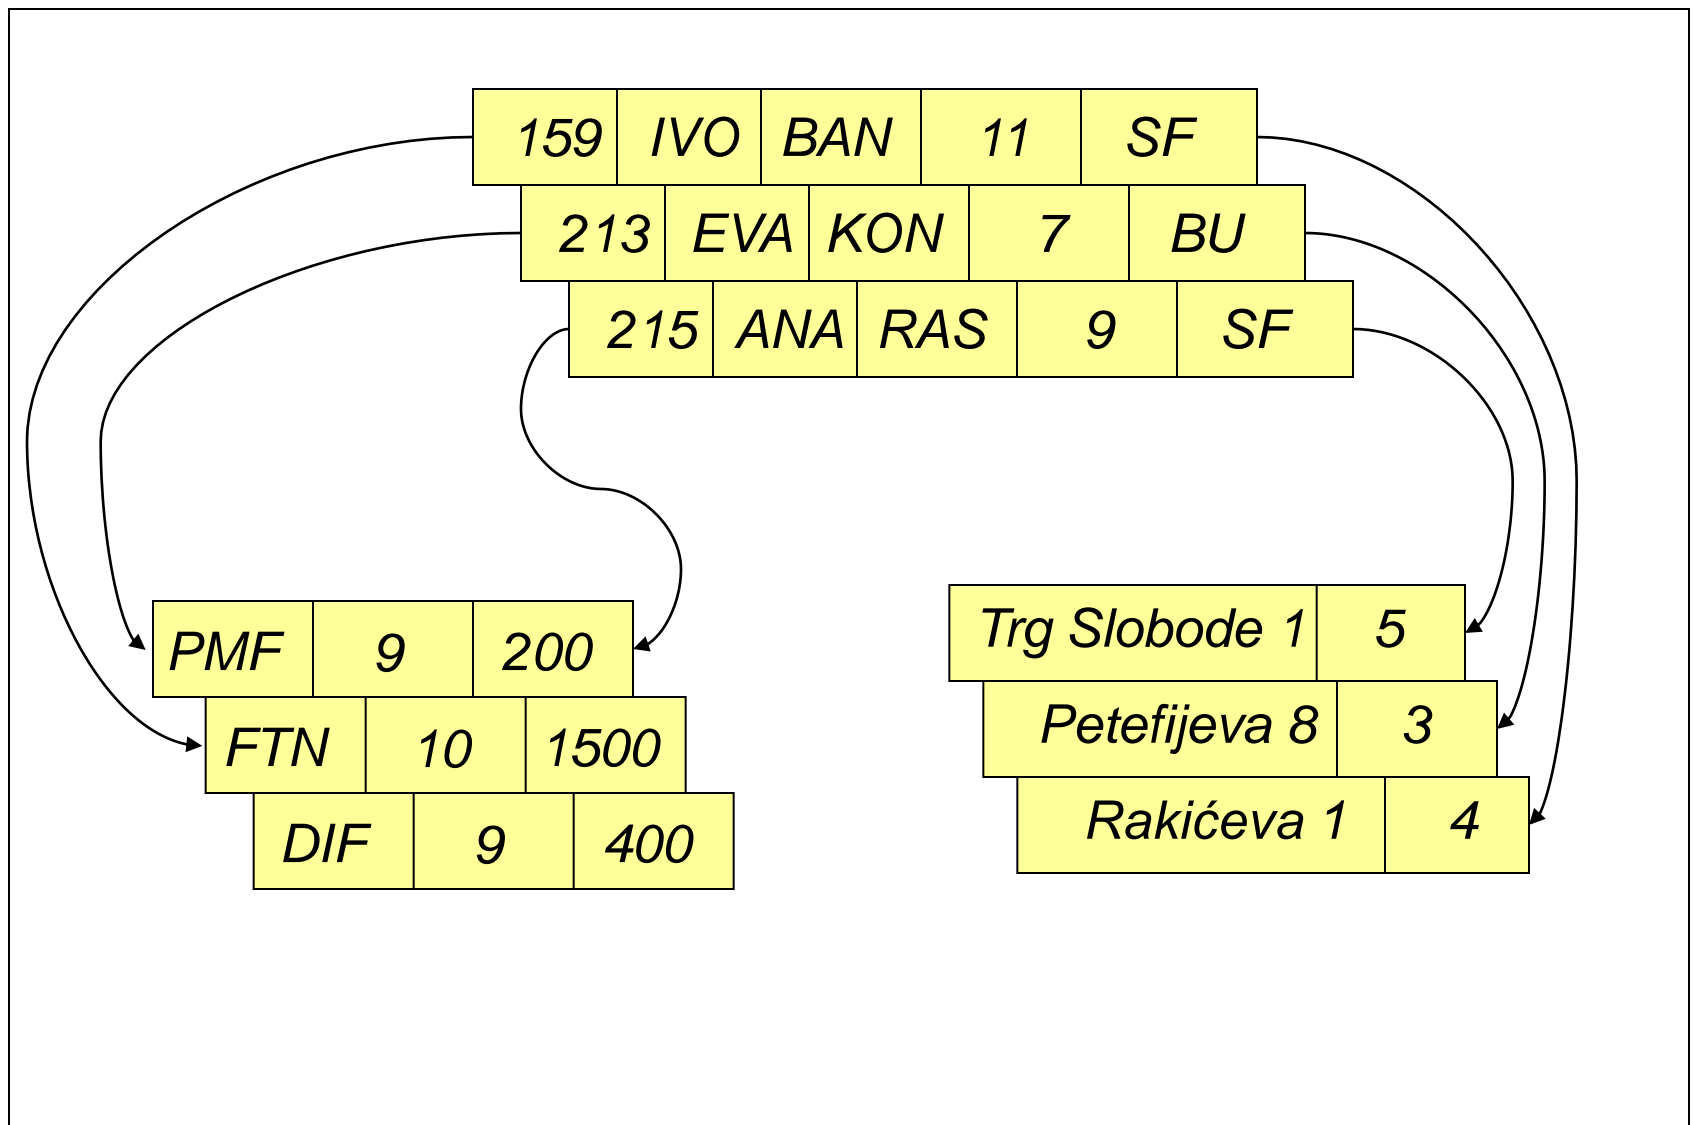 159 IVO BAN 11 SF
213 EVA KON 7 BU
215 ANA RAS 9 SF
PMF 9 200
FTN 10 1500
DIF 9 400
Trg Slobode 1 5
Petefijeva 8 3
Rakićeva 1 4